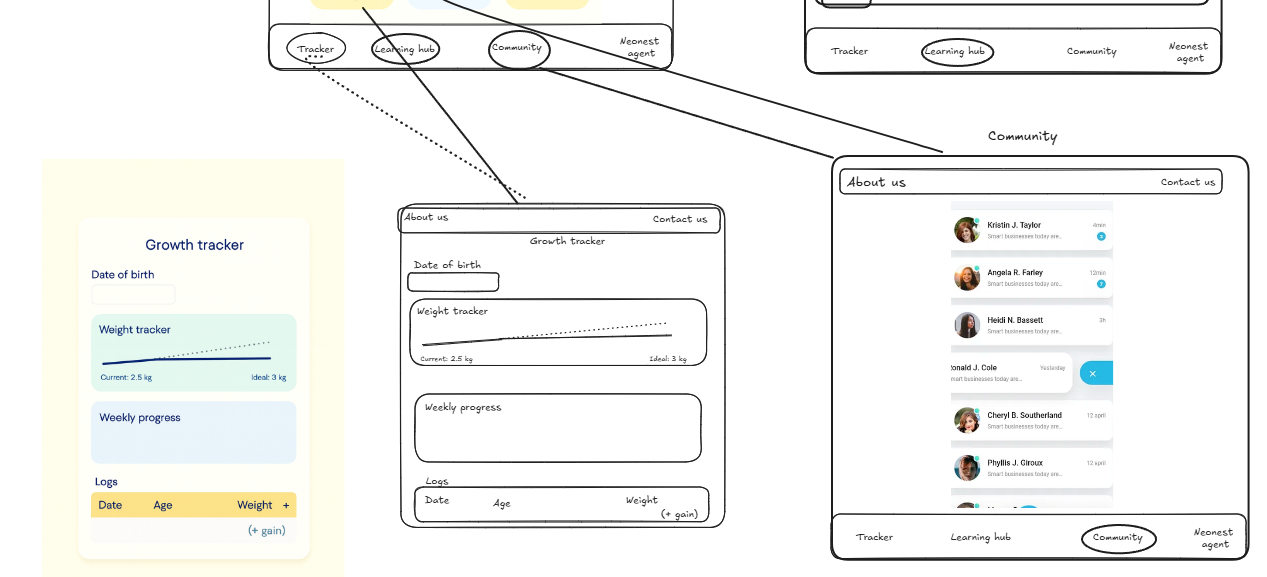 Tracker
Learning hub
Community
Neonest
agent
Tracker
Learning hub
Community
Neonest
agent
Growth tracker
Date of birth
Weight tracker
Current: 2.5 kg
Ideal: 3 kg
Weekly progress
Logs
Date Age Weight +
(+ gain)
About us
Contact us
Growth tracker
Date of birth
Weight tracker
Current: 2.5 kg
Ideal: 3 kg
Weekly progress
Logs
Date Age Weight
(+ gain)
Community
About us
Contact us
Kristin J. Taylor 4min
Smart businesses today are...
Angela R. Farley 12min
Smart businesses today are...
Heidi N. Bassett 3h
Smart businesses today are...
onald J. Cole Yesterday
mart businesses today are...
Cheryl B. Southerland 12 april
Smart businesses today are...
Phyllis J. Giroux 12 april
Smart businesses today are...
Tracker
Learning hub
Community
Neonest
agent